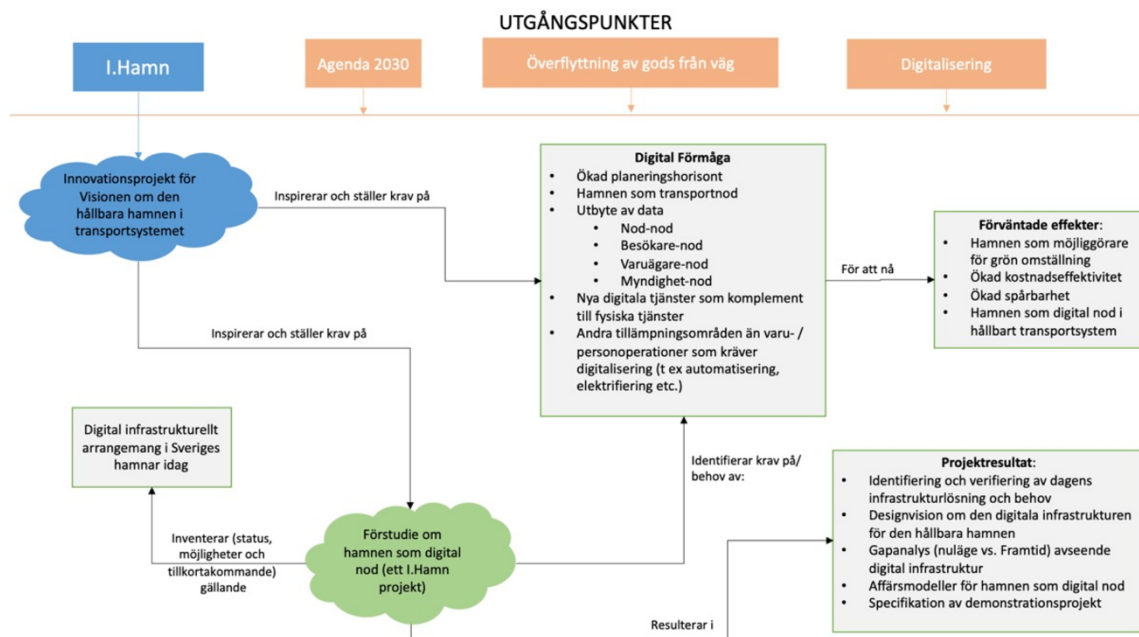 UTGÅNGSPUNKTER
I.Hamn
Agenda 2030
Överflyttning av gods från väg
Digitalisering
Innovationsprojekt för
Visionen om den
hållbara hamnen i
transportsystemet
Inspirerar och ställer krav på
Digital Förmåga
• Ökad planeringshorisont
• Hamnen som transportnod
• Utbyte av data
• Nod-nod
• Besökare-nod
• Varuägare-nod
• Myndighet-nod
• Nya digitala tjänster som komplement
till fysiska tjänster
• Andra tillämpningsområden än varu- /
personoperationer som kräver
digitalisering (t ex automatisering,
elektrifiering etc.)
För att nå
Förväntade effekter:
• Hamnen som möjliggörare
för grön omställning
• Ökad kostnadseffektivitet
• Ökad spårbarhet
• Hamnen som digital nod i
hållbart transportsystem
Inspirerar och ställer krav på
Digital infrastrukturellt
arrangemang i Sveriges
hamnar idag
Inventerar (status,
möjligheter och
tillkortakommande)
gällande
Förstudie om
hamnen som digital
nod (ett I.Hamn
projekt)
Identifierar krav på/
behov av:
Resulterar i
Projektresultat:
• Identifiering och verifiering av dagens
infrastrukturlösning och behov
• Designvision om den digitala infrastrukturen
för den hållbara hamnen
• Gapanalys (nuläge vs. Framtid) avseende
digital infrastruktur
• Affärsmodeller för hamnen som digital nod
• Specifikation av demonstrationsprojekt